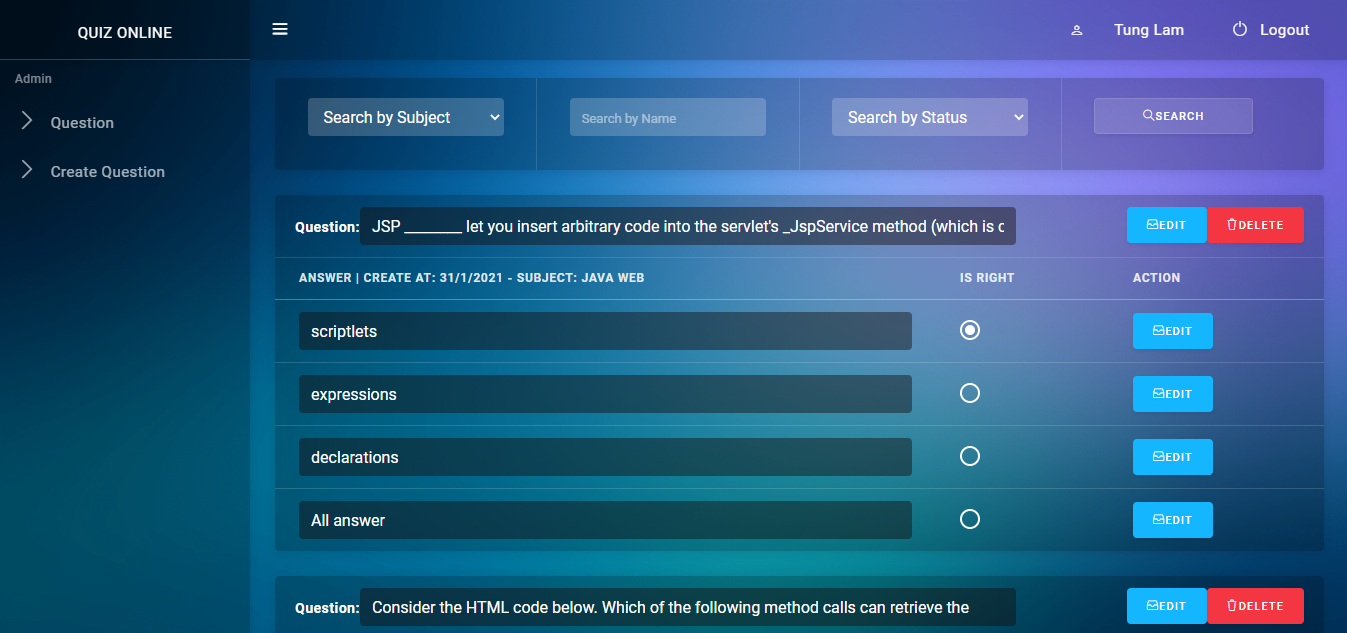 QUIZ ONLINE
Tung Lam
Logout
Admin
Question
Create Question
Search by Subject
Search by Name
Search by Status
SEARCH
Question: JSP ________ let you insert arbitrary code into the servlet's _JspService method (which is c
EDIT DELETE
ANSWER | CREATE AT: 31/1/2021 - SUBJECT: JAVA WEB IS RIGHT ACTION
scriptlets EDIT
expressions EDIT
declarations EDIT
All answer EDIT
Question: Consider the HTML code below. Which of the following method calls can retrieve the
EDIT DELETE